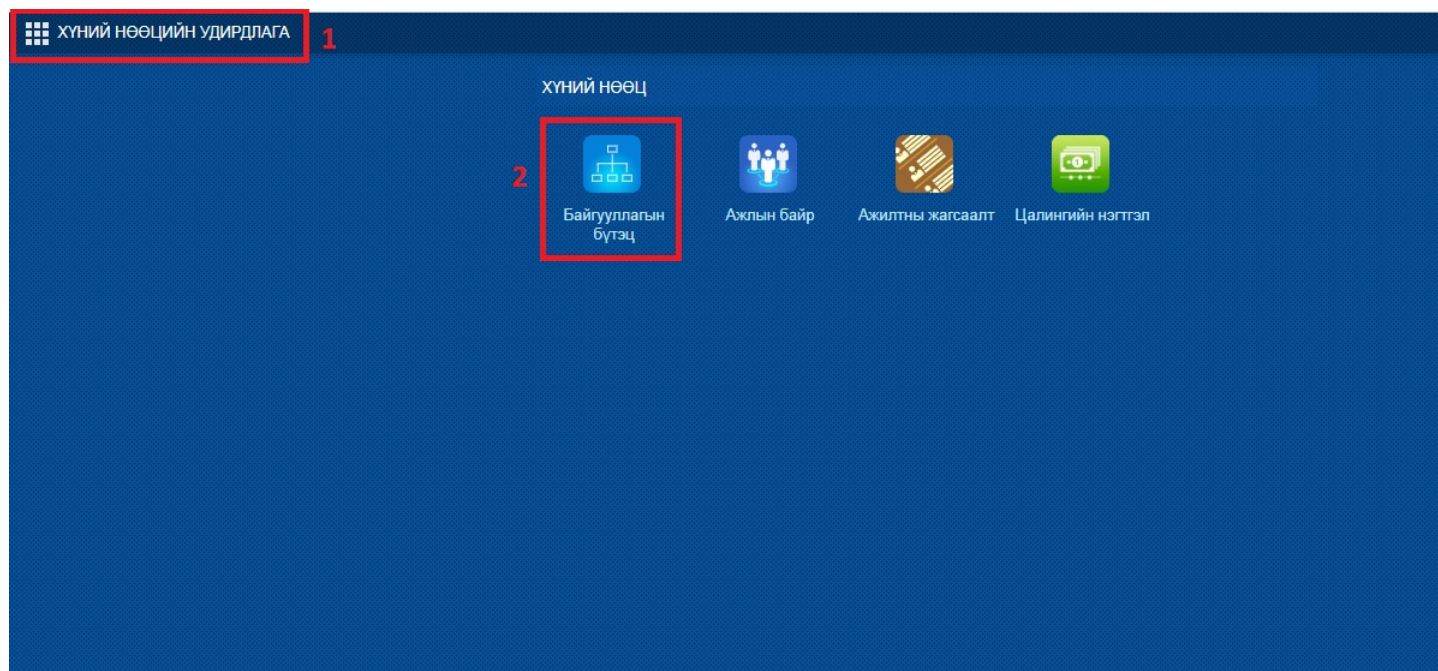 ХҮНИЙ НӨӨЦИЙН УДИРДЛАГА
1
ХҮНИЙ НӨӨЦ
2
Байгууллагын
бүтэц
Ажлын байр
Ажилтны жагсаалт
Цалингийн нэгтгэл